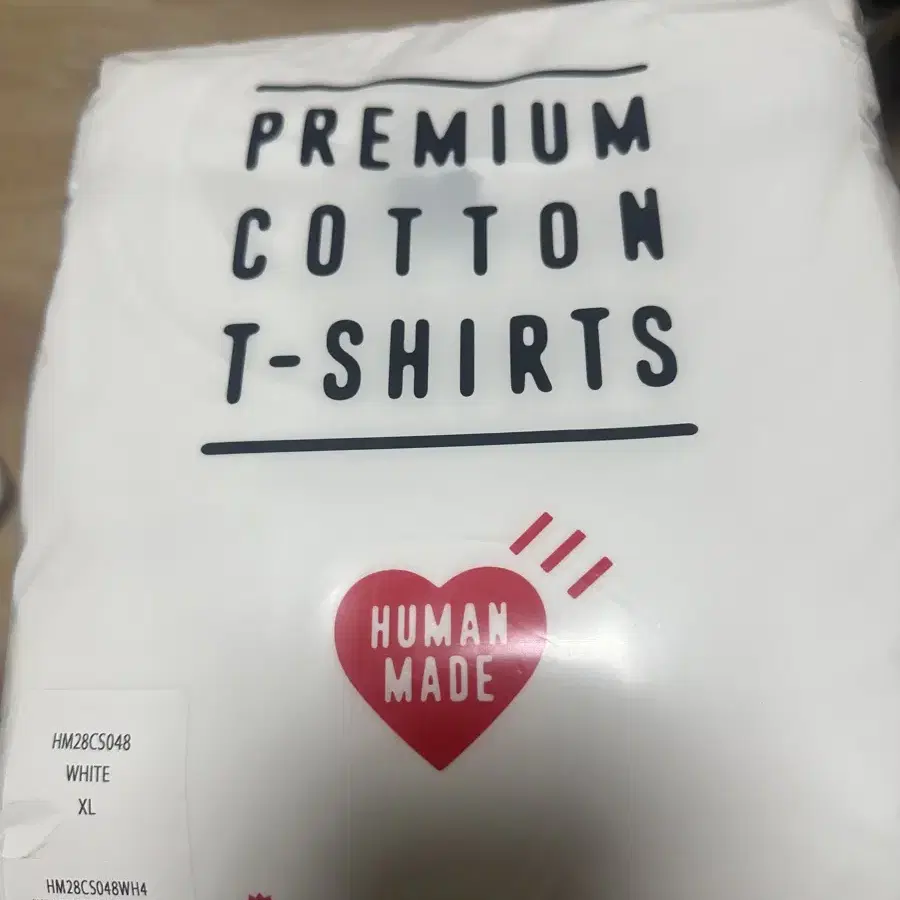 PREMIUM
COTTON
T-SHIRTS
HUMAN
MADE
HM28CS048
WHITE
XL
HM28CS048WH4